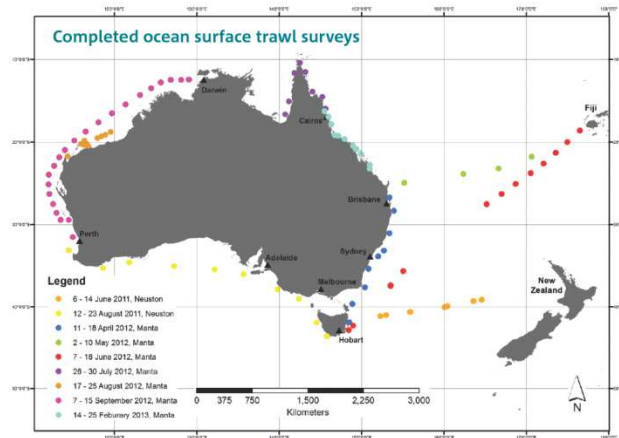 Completed ocean surface trawl surveys
Darwin
Fiji
Cairns
Brisbane
Perth
Sydney
Adelaide
Melbourne
New
Zealand
Hobart
Legend
6 - 14 June 2011, Neuston
12 - 23 August 2011, Neuston
11 - 18 April 2012, Manta
2 - 10 May 2012, Manta
7 - 18 June 2012, Manta
28 - 30 July 2012, Manta
17 - 25 August 2012, Manta
7 - 15 September 2012, Manta
14 - 25 Feburary 2013, Manta
0 375 750 1,500 2,250 3,000
Kilometers
N